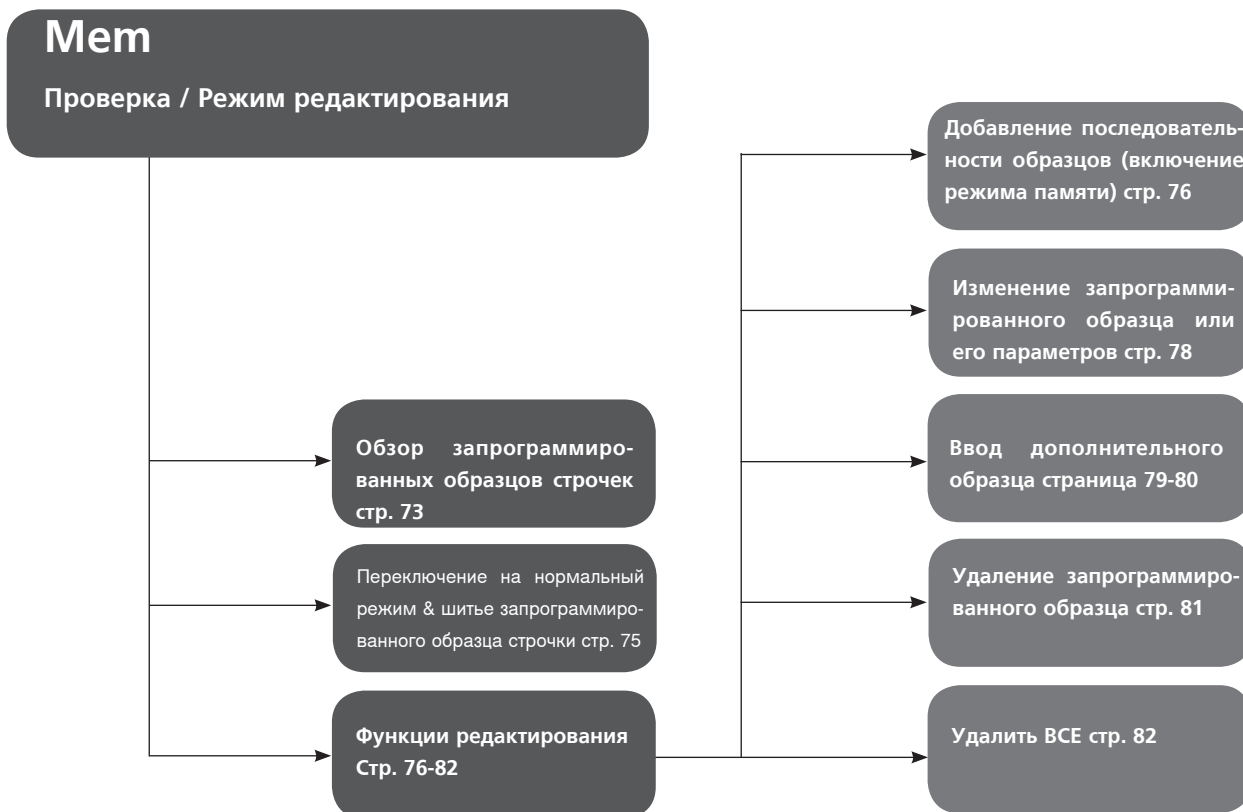 Mem
Проверка / Режим редактирования
Обзор запрограммиро-
ванных образцов строчек
стр. 73
Переключение на нормальный
режим & шитье запрограммиро-
ванного образца строчки стр. 75
Функции редактирования
Стр. 76-82
Добавление последователь-
ности образцов (включение
режима памяти) стр. 76
Изменение запрограмми-
рованного образца или
его параметров стр. 78
Ввод дополнительного
образца страница 79-80
Удаление запрограммиро-
ванного образца стр. 81
Удалить ВСЕ стр. 82